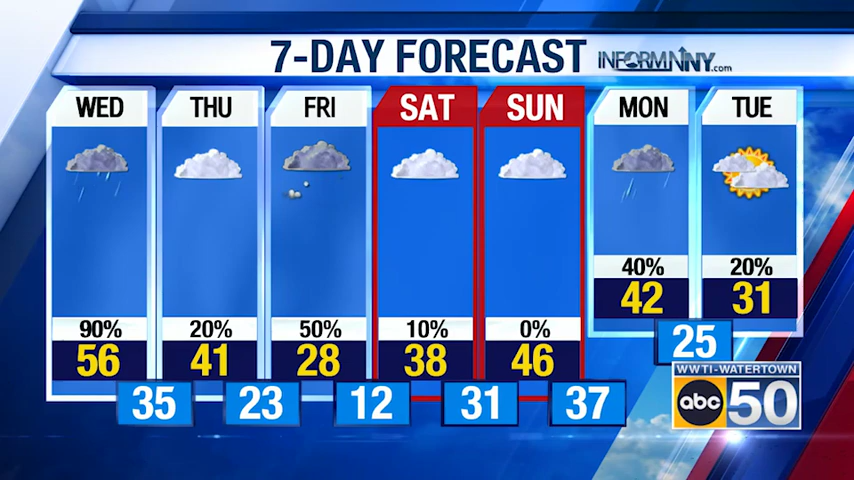 7-DAY FORECAST INFORMNNY.com
WED THU FRI SAT SUN MON TUE
40% 20%
42 31
90% 20% 50% 10% 0%
56 41 28 38 46
25
35 23 12 31 37
WWTI-WATERTOWN
abc 50